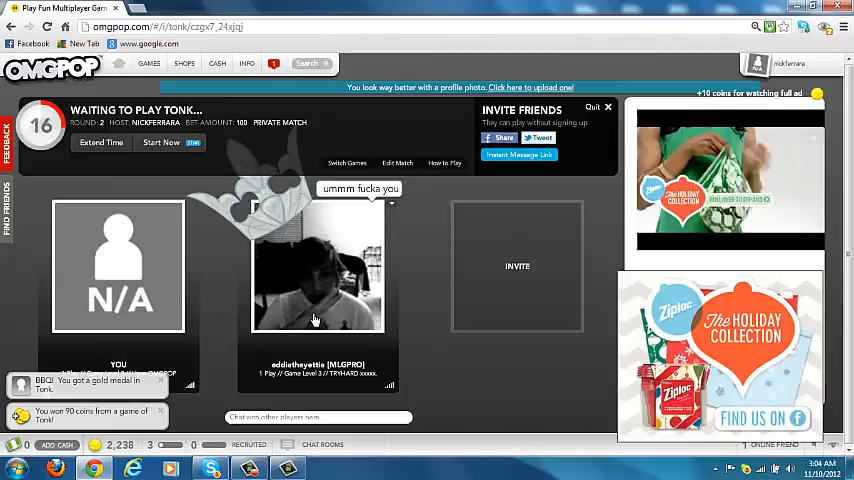 Play Fun Multiplayer Gam
omgpop.com/#/i/tonk/czgx7_24xjqj
Facebook New Tab www.google.com
OMGPOP GAMES SHOPS CASH INFO 1 Search N/A nickferrara
You look way better with a profile photo. Click here to upload one!
+10 coins for watching full ad
16 WAITING TO PLAY TONK...
ROUND: 2 HOST: NICKFERRARA BET AMOUNT: 100 PRIVATE MATCH
Extend Time Start Now
Switch Games Edit Match How to Play
INVITE FRIENDS Quit X
They can play without signing up
Share Tweet
Instant Message Link
FEEDBACK
FIND FRIENDS
ummm fucka you
N/A
INVITE
YOU
eddietheyettie [MLGPRO]
1 Play // Game Level 3 // TRYHARD xxxxx.
BBQ! You got a gold medal in
Tonk.
You won 90 coins from a game of
Tonk!
Chat with other players here
Ziploc
The
HOLIDAY
COLLECTION
Ziploc
The
HOLIDAY
COLLECTION
Ziploc
FIND US ON f
0 ADD CASH 2,238 3 0 RECRUITED CHAT ROOMS
1 ONLINE FRIEND
3:04 AM
11/10/2012